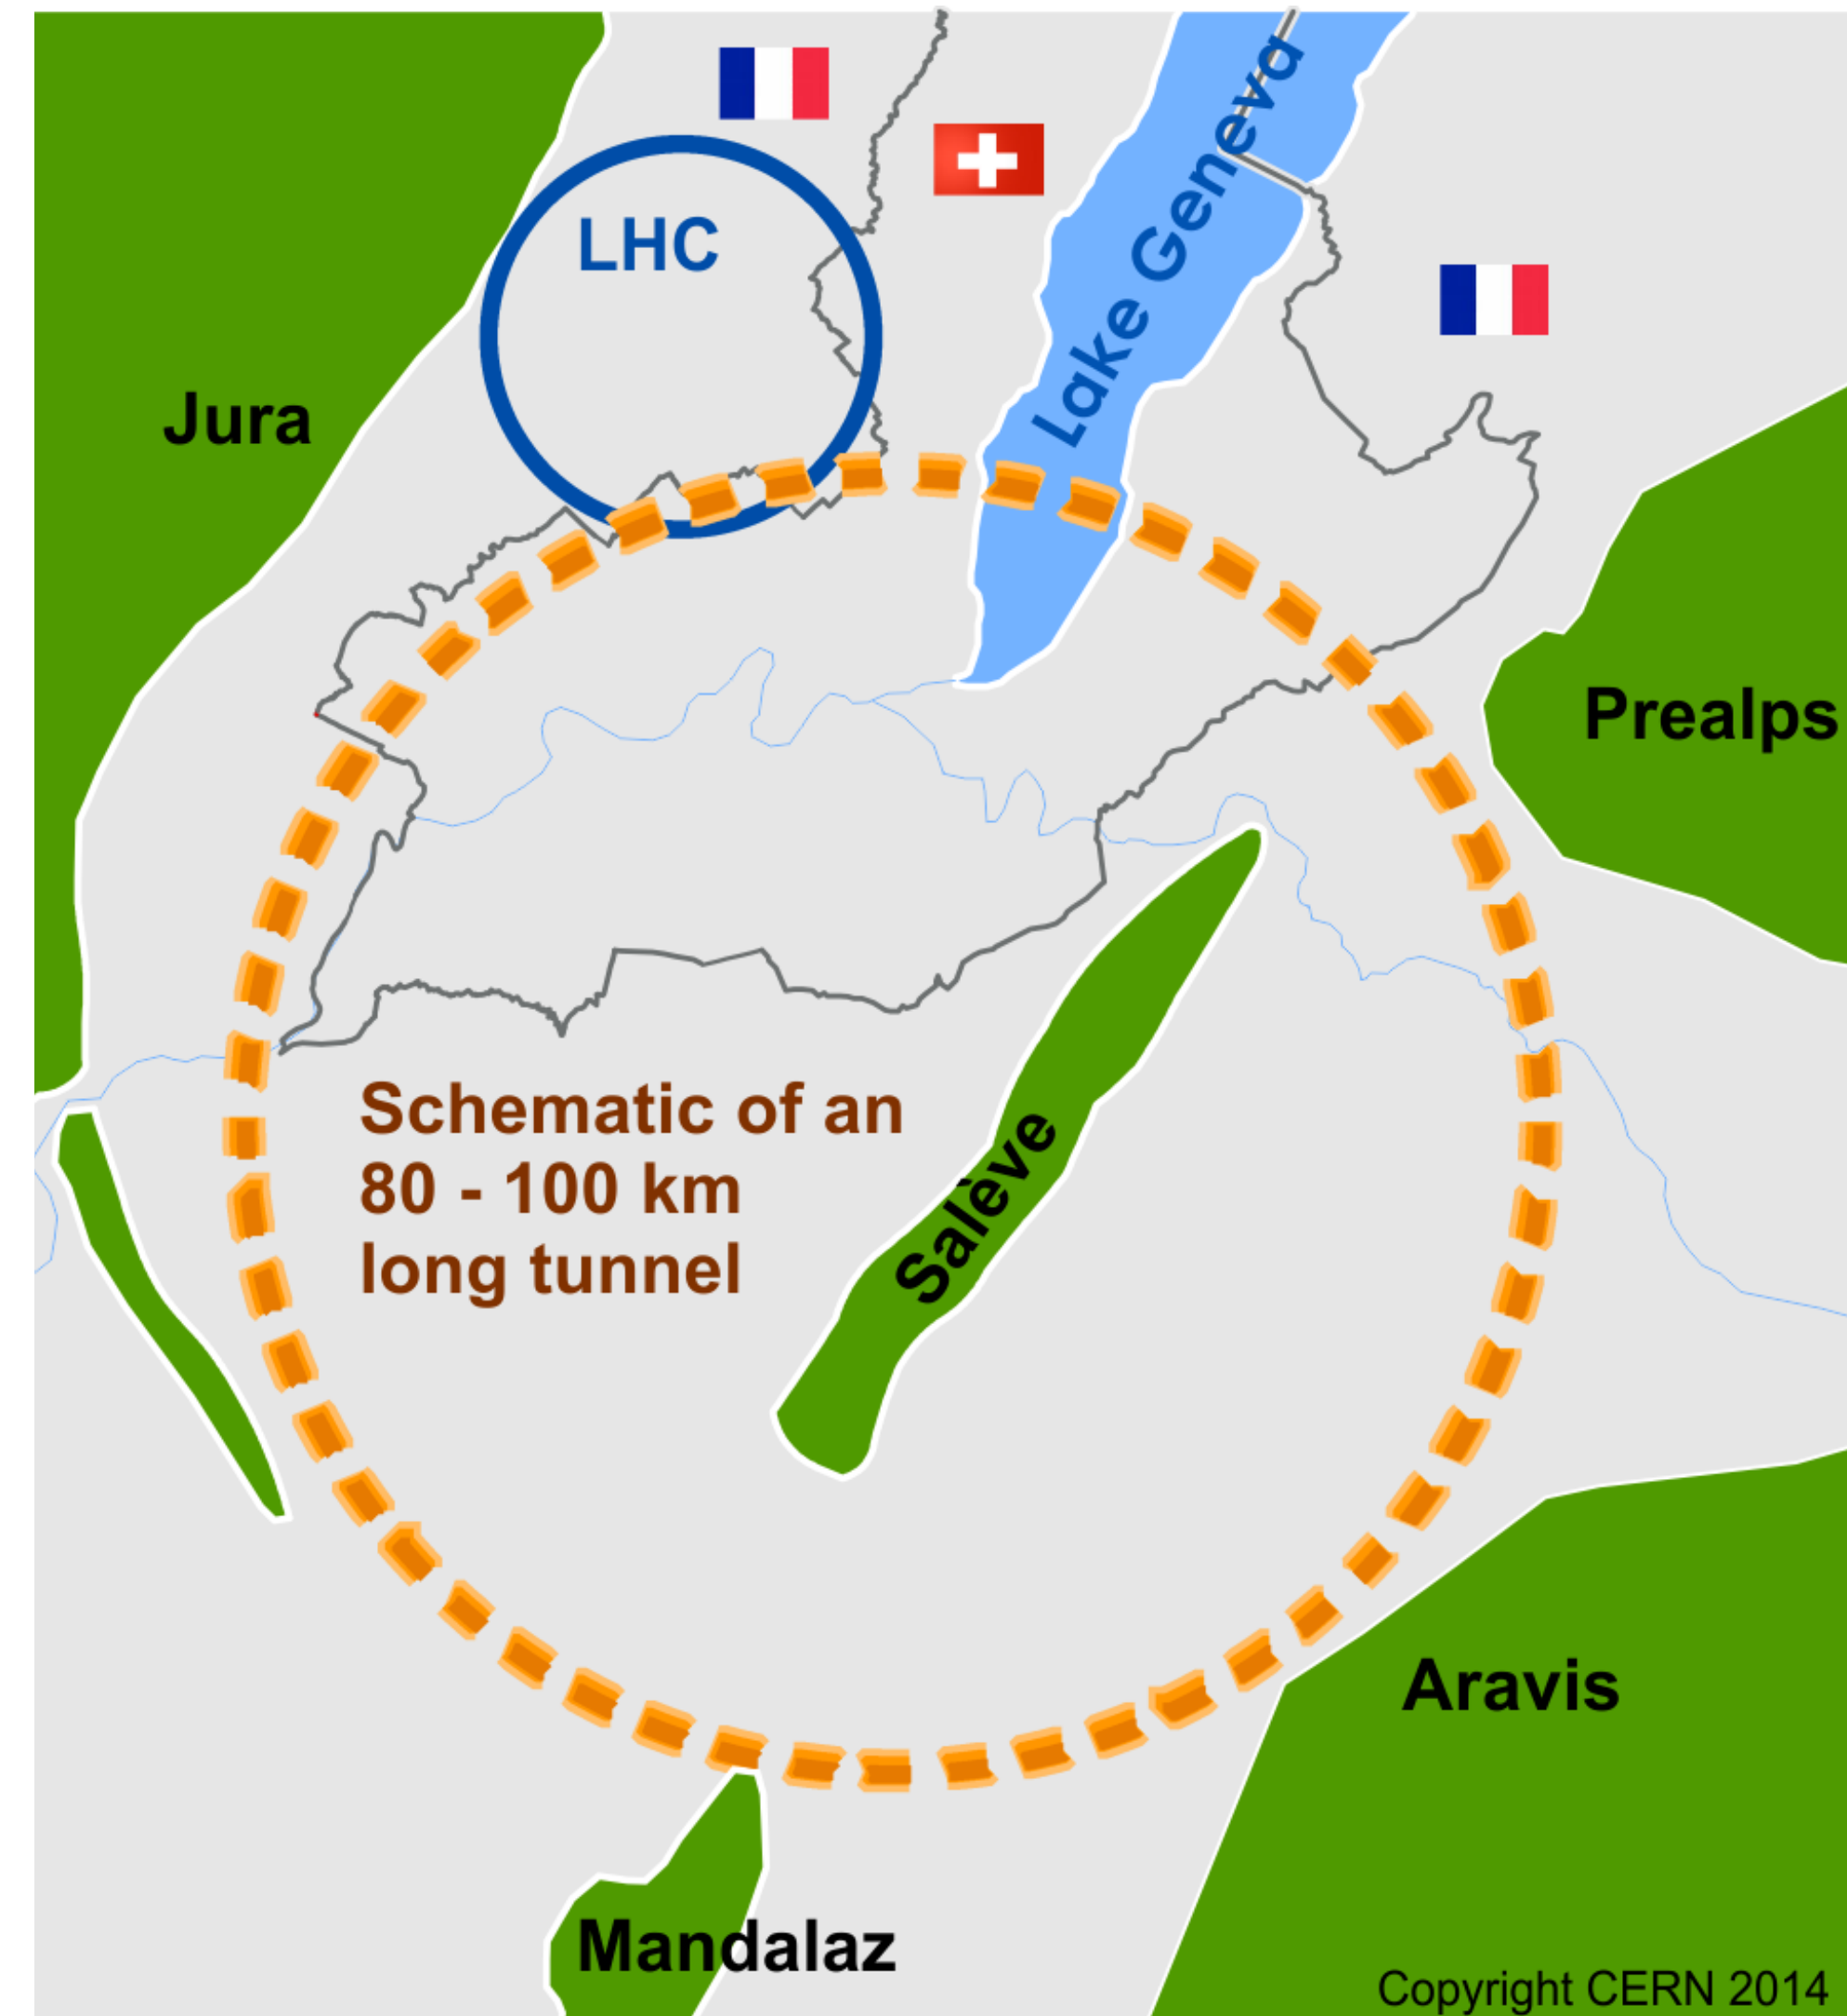 LHC
Lake Geneva
Jura
Prealps
Schematic of an
80 - 100 km
long tunnel
Salève
Aravis
Mandalaz
Copyright CERN 2014